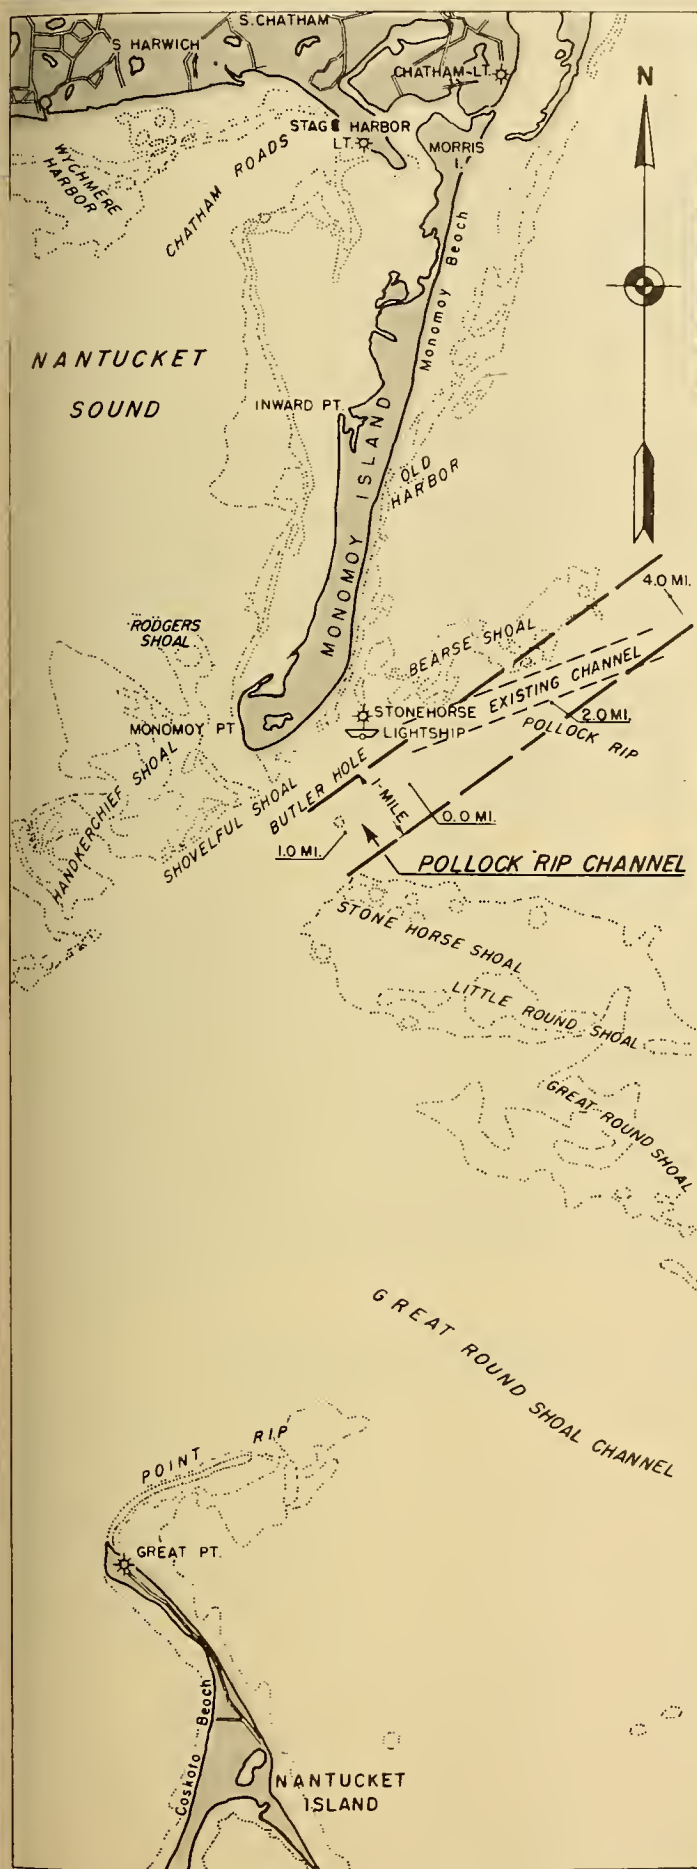 S. CHATHAM
S HARWICH
CHATHAM-LT.
N
STAGE HARBOR
LT.
MORRIS
I.
WYCHMERE
HARBOR
CHATHAM ROADS
Monomoy Beach
NANTUCKET
SOUND
INWARD PT.
OLD
HARBOR
MONOMOY ISLAND
4.0 MI.
RODGERS
SHOAL
BEARSE SHOAL
EXISTING CHANNEL
STONEHORSE
LIGHTSHIP
2.0 MI.
POLLOCK RIP
MONOMOY PT
HANDKERCHIEF SHOAL
SHOVELFUL SHOAL
BUTLER HOLE
1-MILE
0.0 MI.
1.0 MI.
POLLOCK RIP CHANNEL
STONE HORSE SHOAL
LITTLE ROUND SHOAL
GREAT ROUND SHOAL
GREAT ROUND SHOAL CHANNEL
POINT RIP
GREAT PT.
Coskata Beach
NANTUCKET
ISLAND